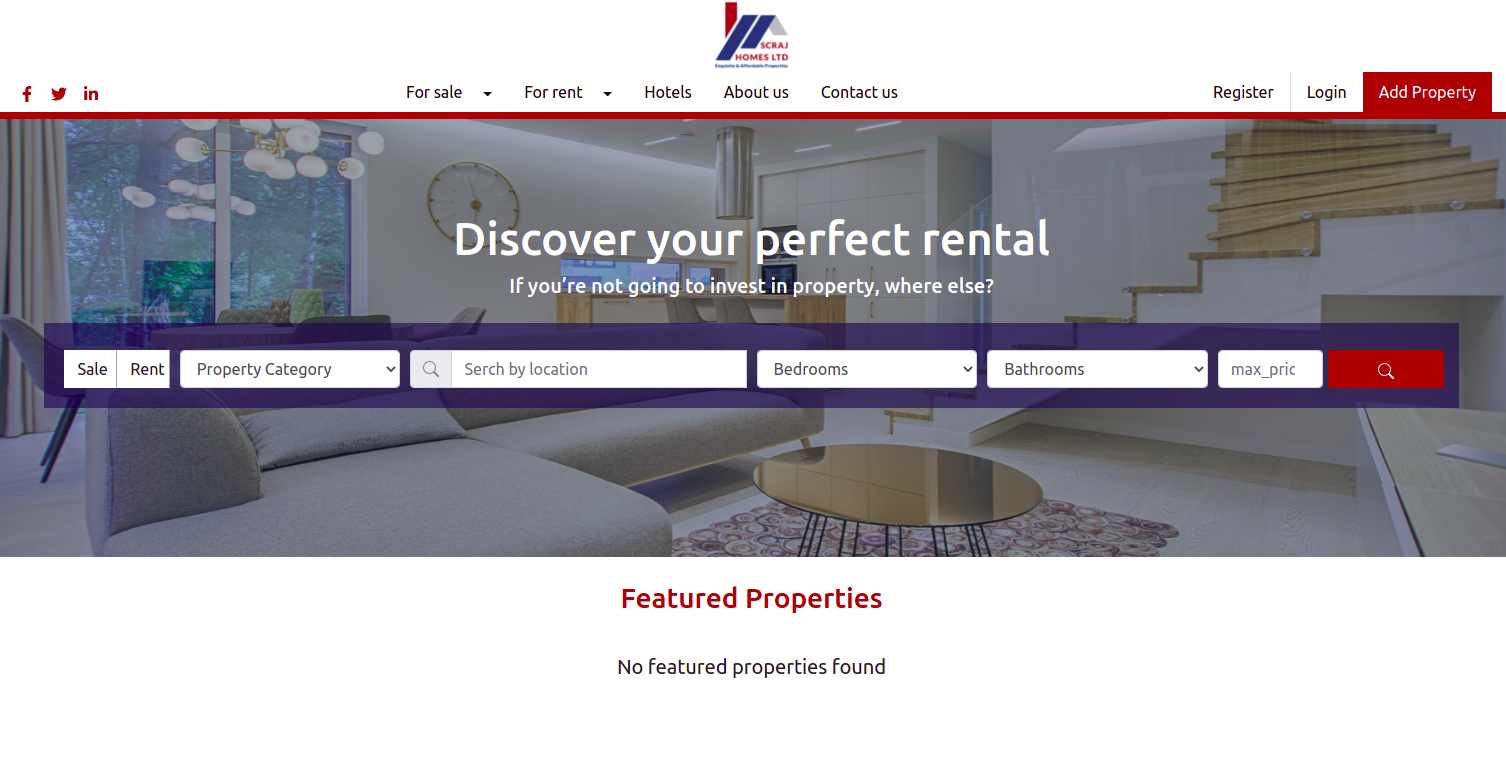 SCRAJ
HOMES LTD
Exquisite & Affordable Properties
For sale For rent Hotels About us Contact us Register Login Add Property
Discover your perfect rental
If you’re not going to invest in property, where else?
Sale Rent Property Category Serch by location Bedrooms Bathrooms max_pric
Featured Properties
No featured properties found